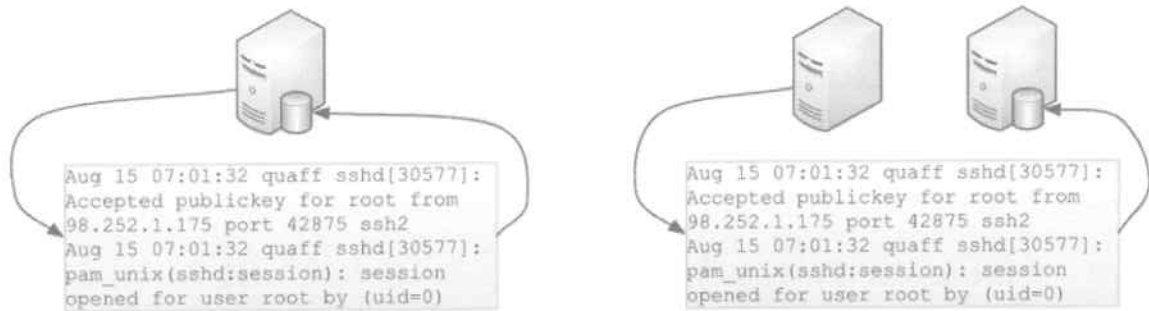 Aug 15 07:01:32 quaff sshd[30577]:
Accepted publickey for root from
98.252.1.175 port 42875 ssh2
Aug 15 07:01:32 quaff sshd[30577]:
pam_unix(sshd:session): session
opened for user root by (uid=0)
Aug 15 07:01:32 quaff sshd[30577]:
Accepted publickey for root from
98.252.1.175 port 42875 ssh2
Aug 15 07:01:32 quaff sshd[30577]:
pam_unix(sshd:session): session
opened for user root by (uid=0)